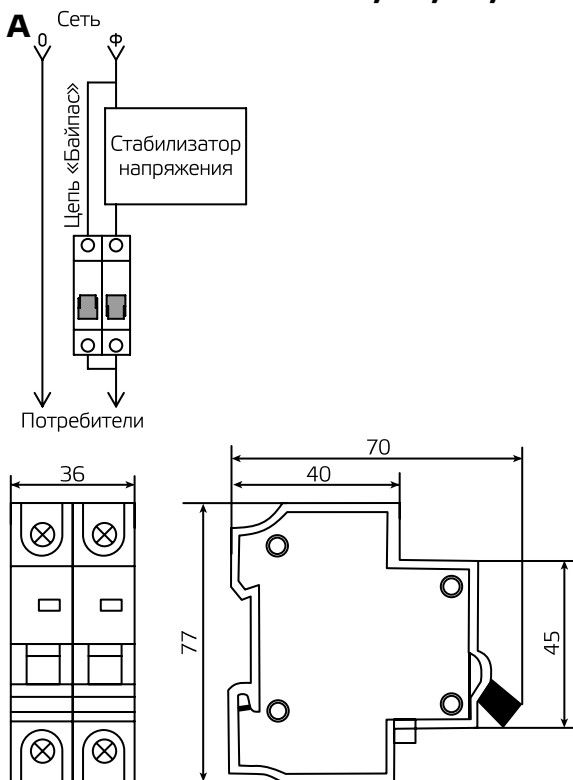 А
Сеть
0
Ф
Цепь «Байпас»
Стабилизатор
напряжения
Потребители
36
70
40
77
45